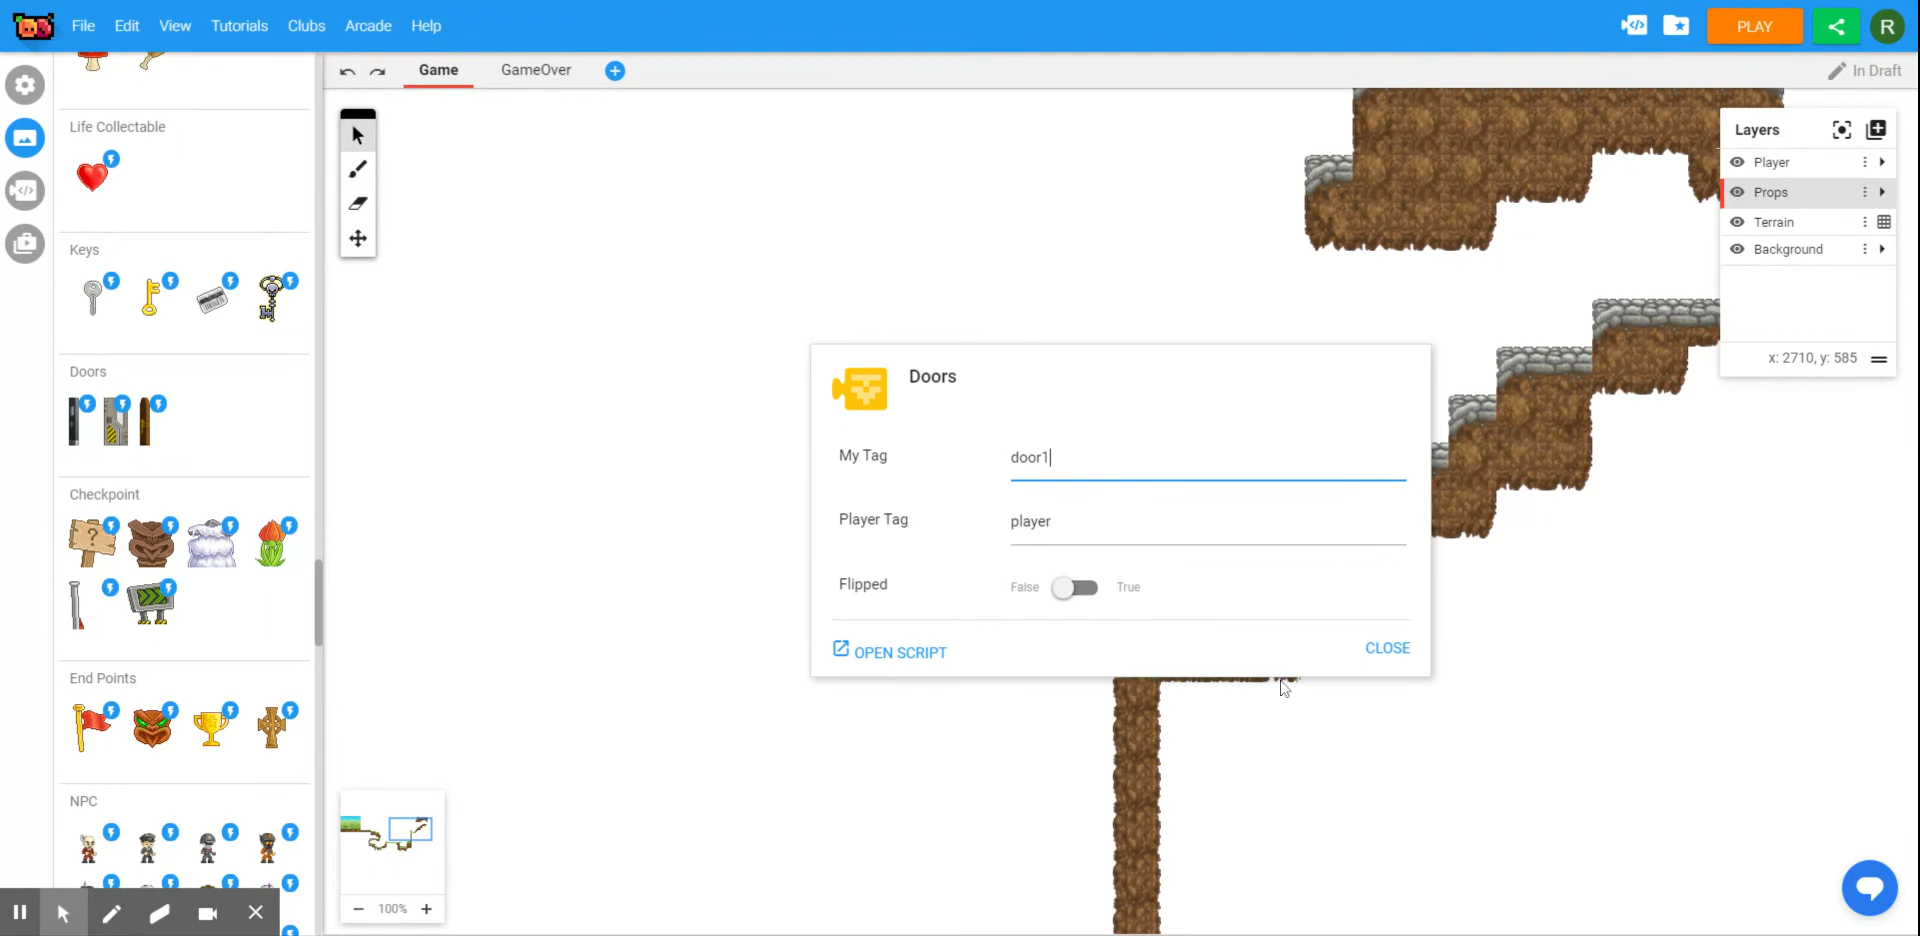 File Edit View Tutorials Clubs Arcade Help
PLAY
R
Game GameOver
In Draft
Life Collectable
Keys
Doors
Checkpoint
?
End Points
NPC
Layers
Player
Props
Terrain
Background
x: 2710, y: 585
Doors
My Tag door1
Player Tag player
Flipped False True
OPEN SCRIPT CLOSE
100%